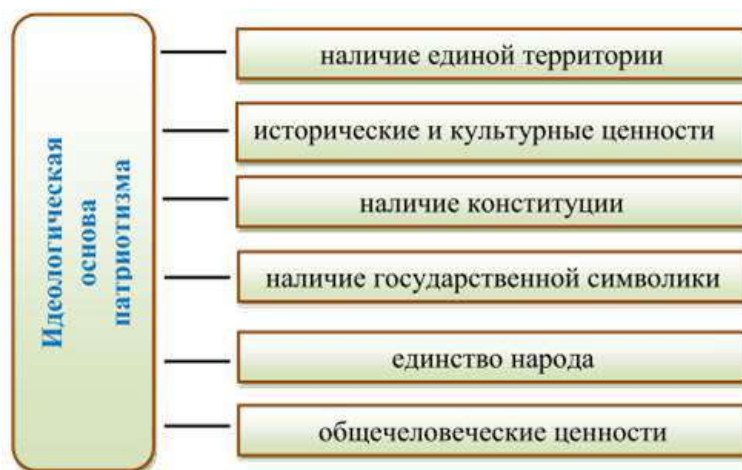 Идеологическая
основа
патриотизма
наличие единой территории
исторические и культурные ценности
наличие конституции
наличие государственной символики
единство народа
общечеловеческие ценности